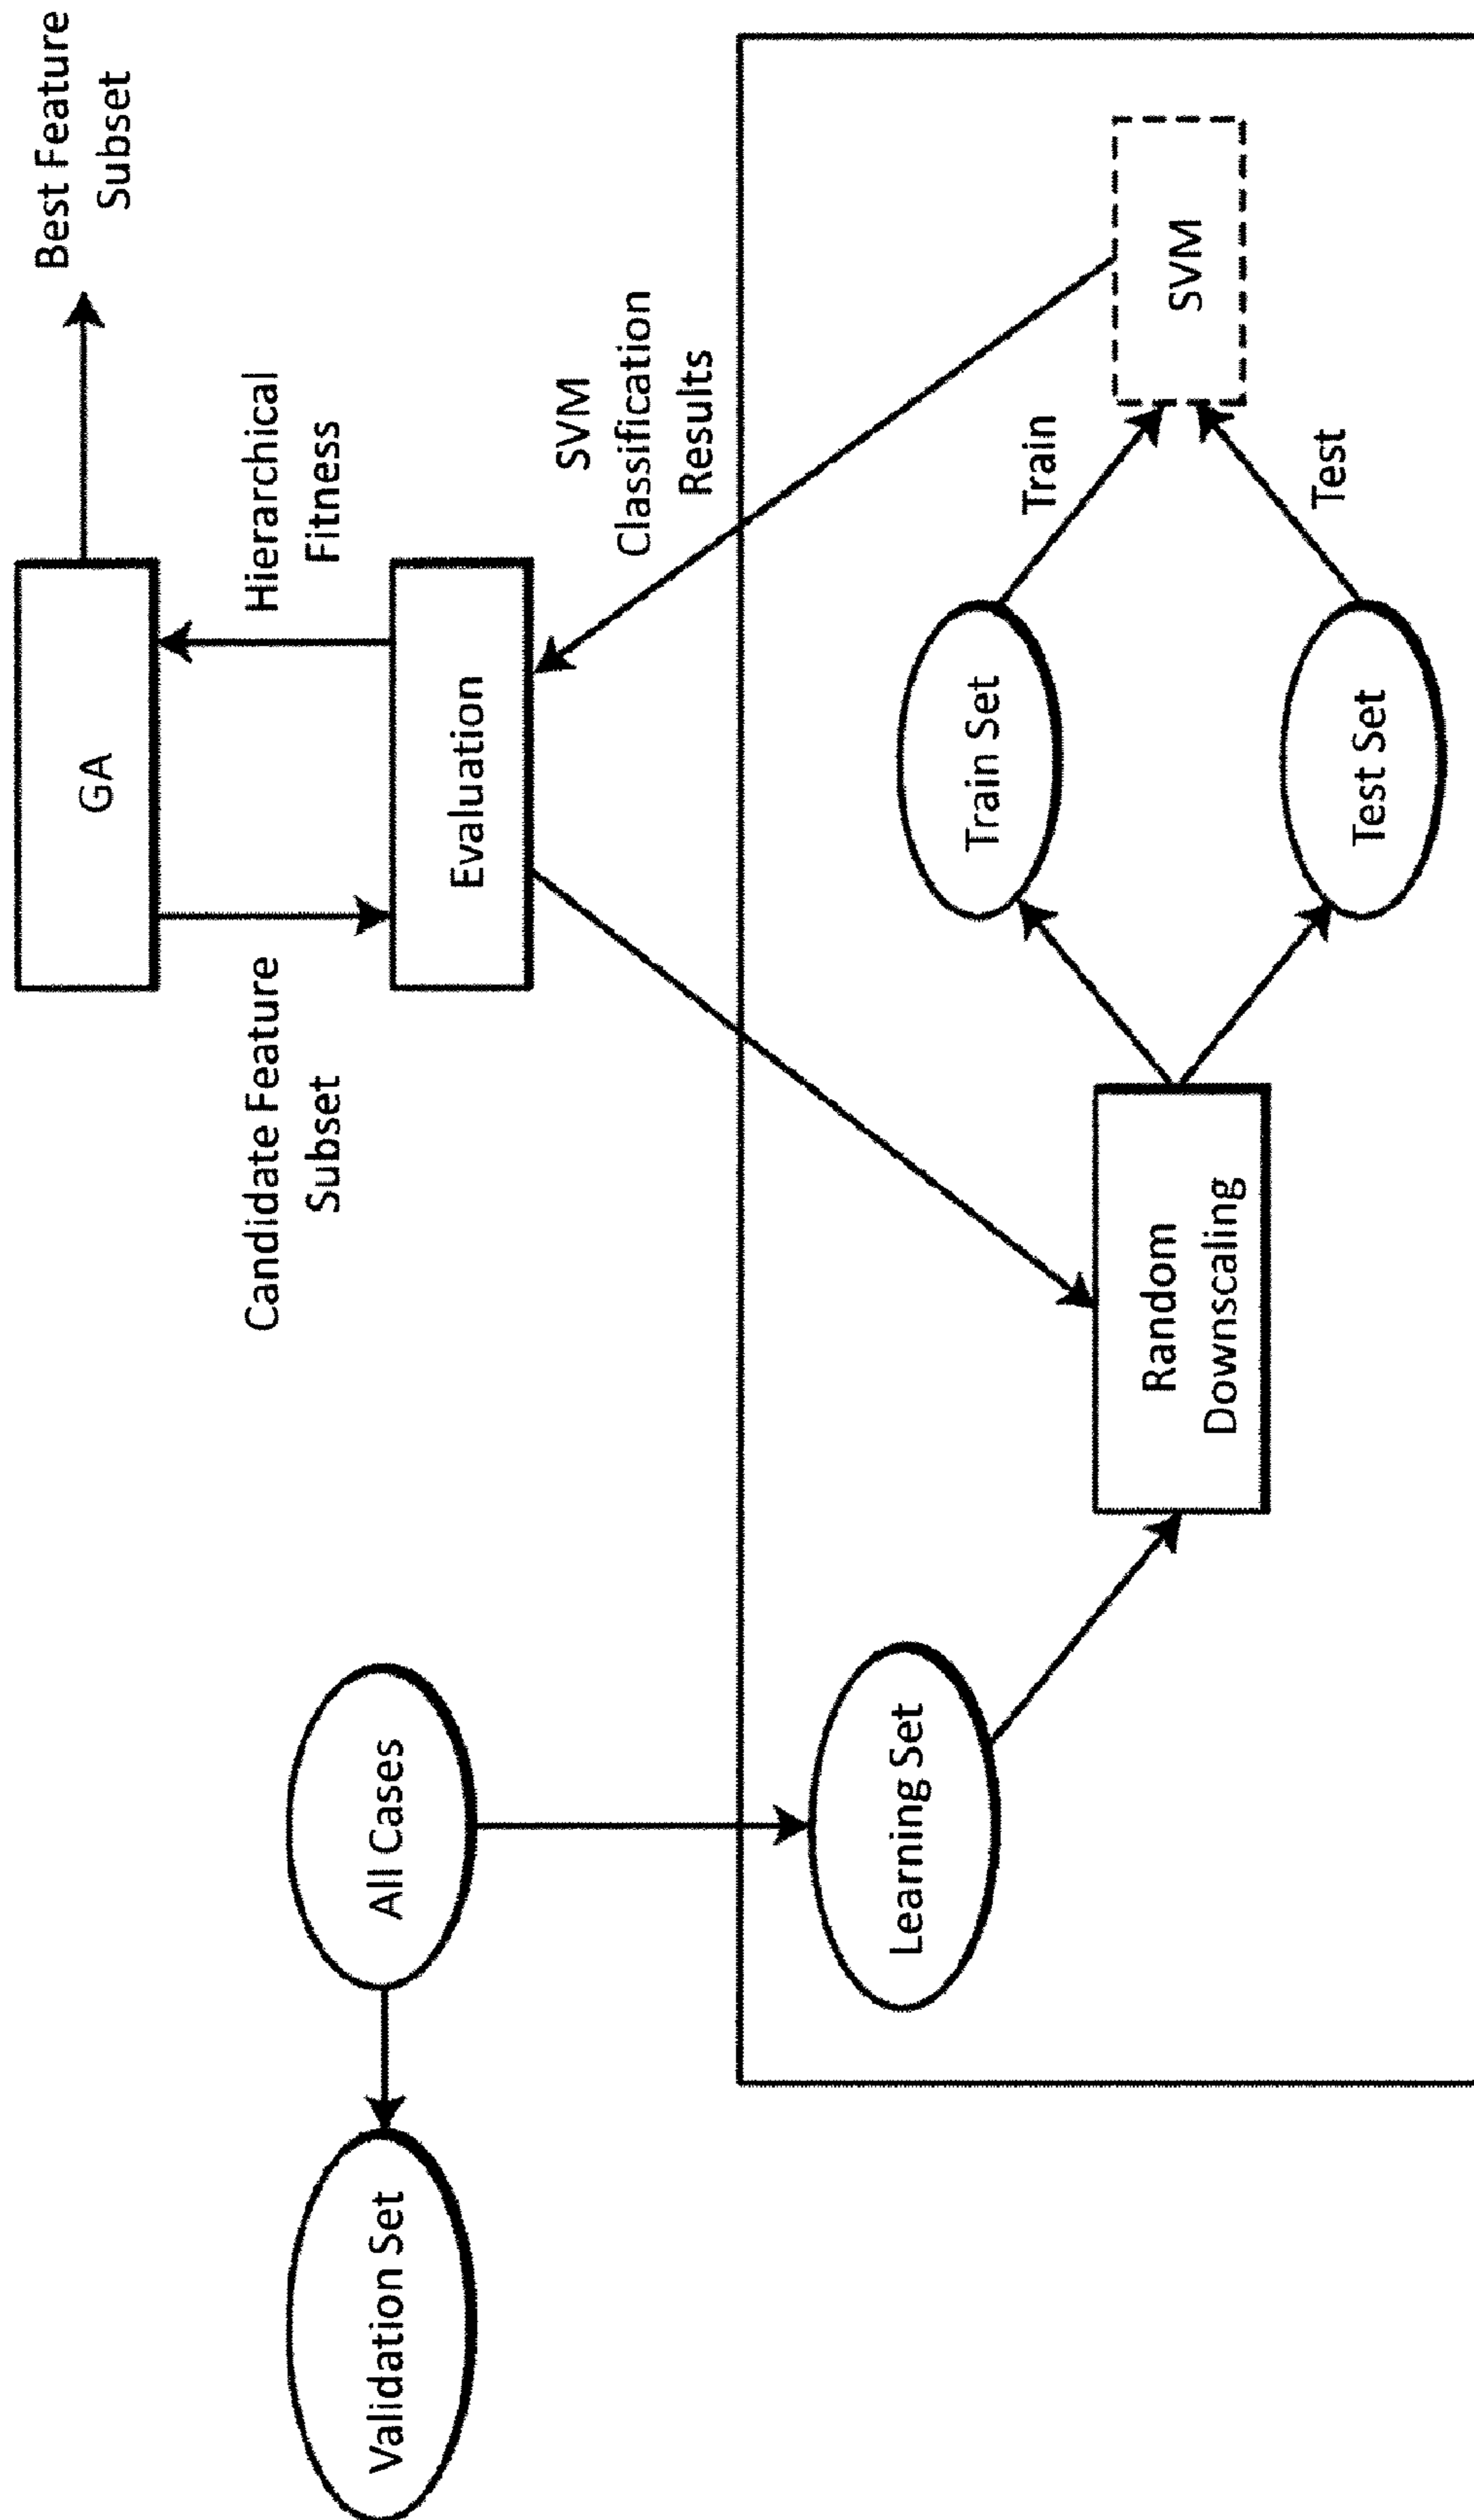 Best Feature
Subset
GA
Hierarchical
Fitness
Candidate Feature
Subset
Evaluation
SVM
Classification
Results
All Cases
Validation Set
Learning Set
Random
Downscaling
Train Set
Test Set
Train
Test
SVM